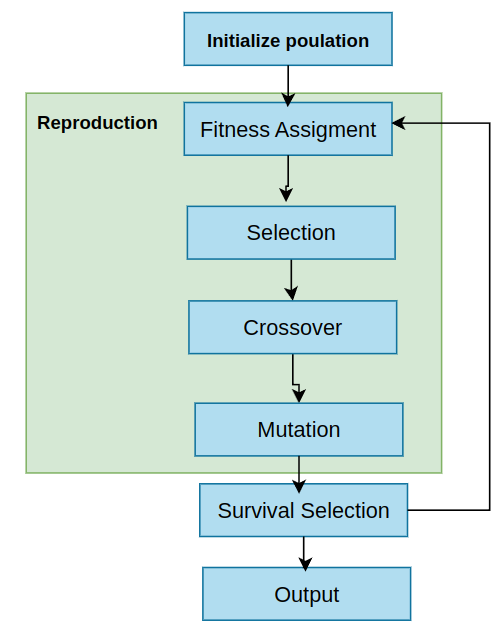 Initialize poulation
Reproduction
Fitness Assigment
Selection
Crossover
Mutation
Survival Selection
Output